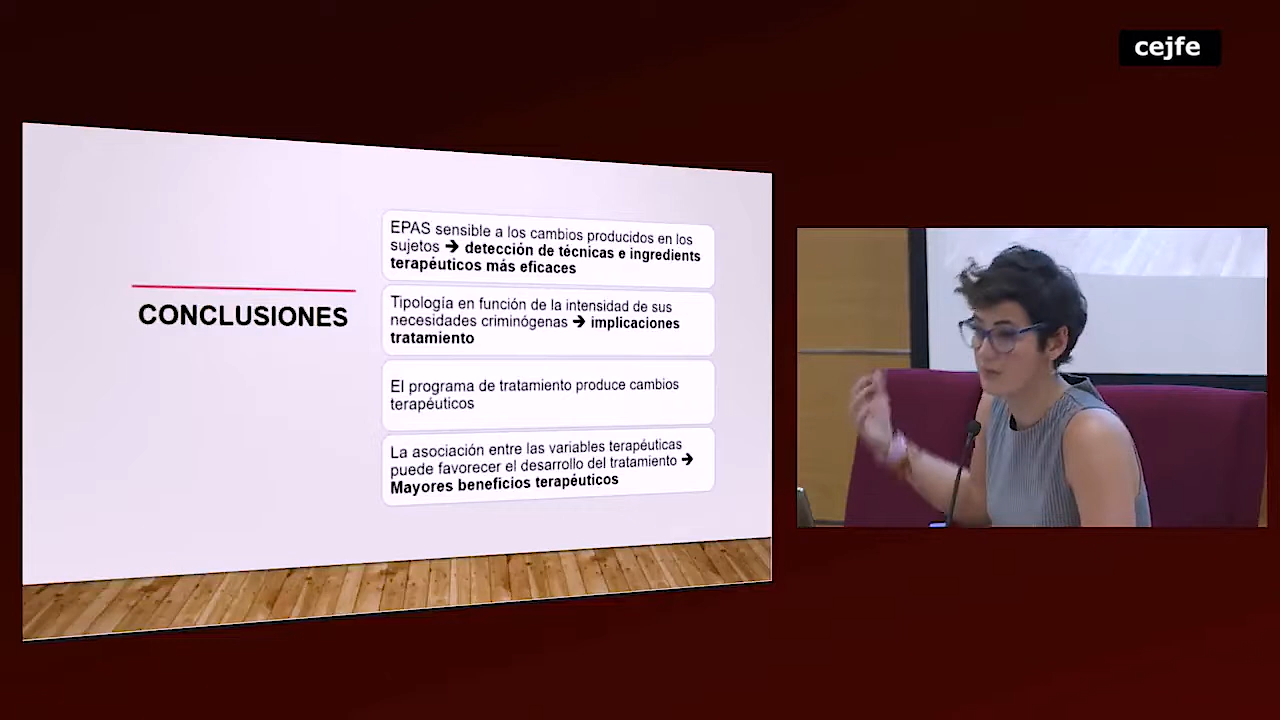 cejfe
CONCLUSIONES
EPAS sensible a los cambios producidos en los
sujetos ➔ detección de técnicas e ingredients
terapéuticos más eficaces
Tipología en función de la intensidad de sus
necesidades criminógenas ➔ implicaciones
tratamiento
El programa de tratamiento produce cambios
terapéuticos
La asociación entre las variables terapéuticas
puede favorecer el desarrollo del tratamiento ➔
Mayores beneficios terapéuticos